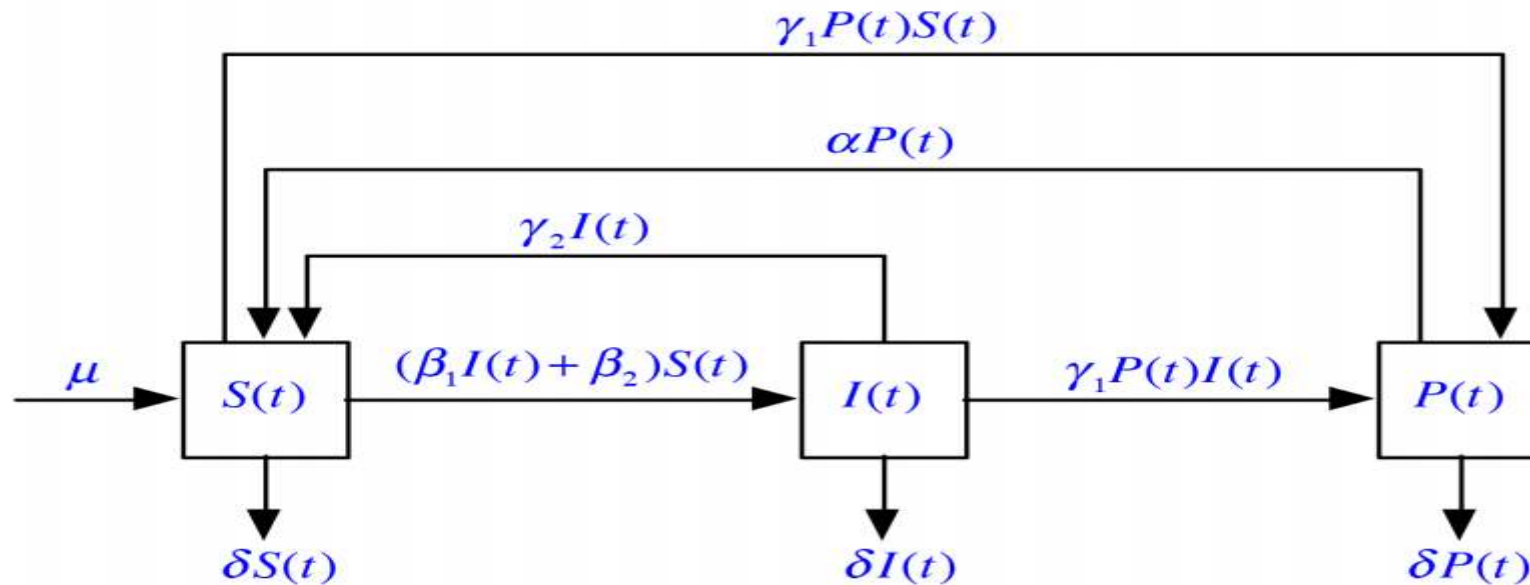 γ₁P(t)S(t)
αP(t)
γ₂I(t)
μ
S(t)
(β₁I(t)+β₂)S(t)
I(t)
γ₁P(t)I(t)
P(t)
δS(t)
δI(t)
δP(t)